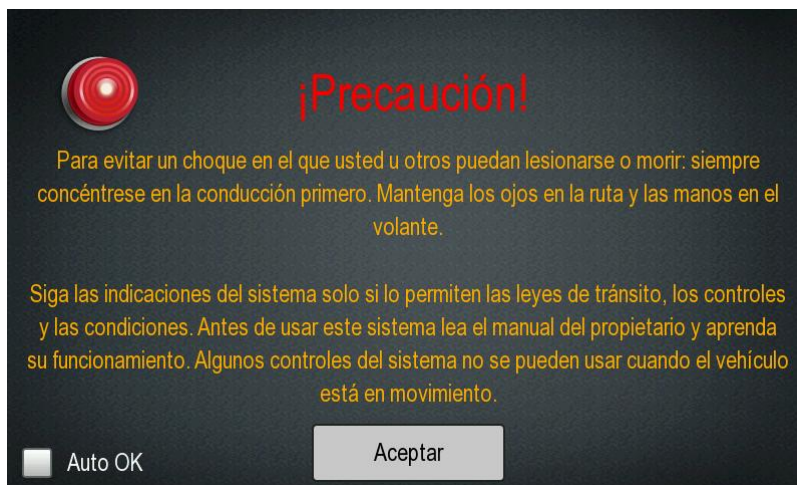 ¡Precaución!
Para evitar un choque en el que usted u otros puedan lesionarse o morir: siempre
concéntrese en la conducción primero. Mantenga los ojos en la ruta y las manos en el
volante.
Siga las indicaciones del sistema solo si lo permiten las leyes de tránsito, los controles
y las condiciones. Antes de usar este sistema lea el manual del propietario y aprenda
su funcionamiento. Algunos controles del sistema no se pueden usar cuando el vehículo
está en movimiento.
Aceptar
Auto OK